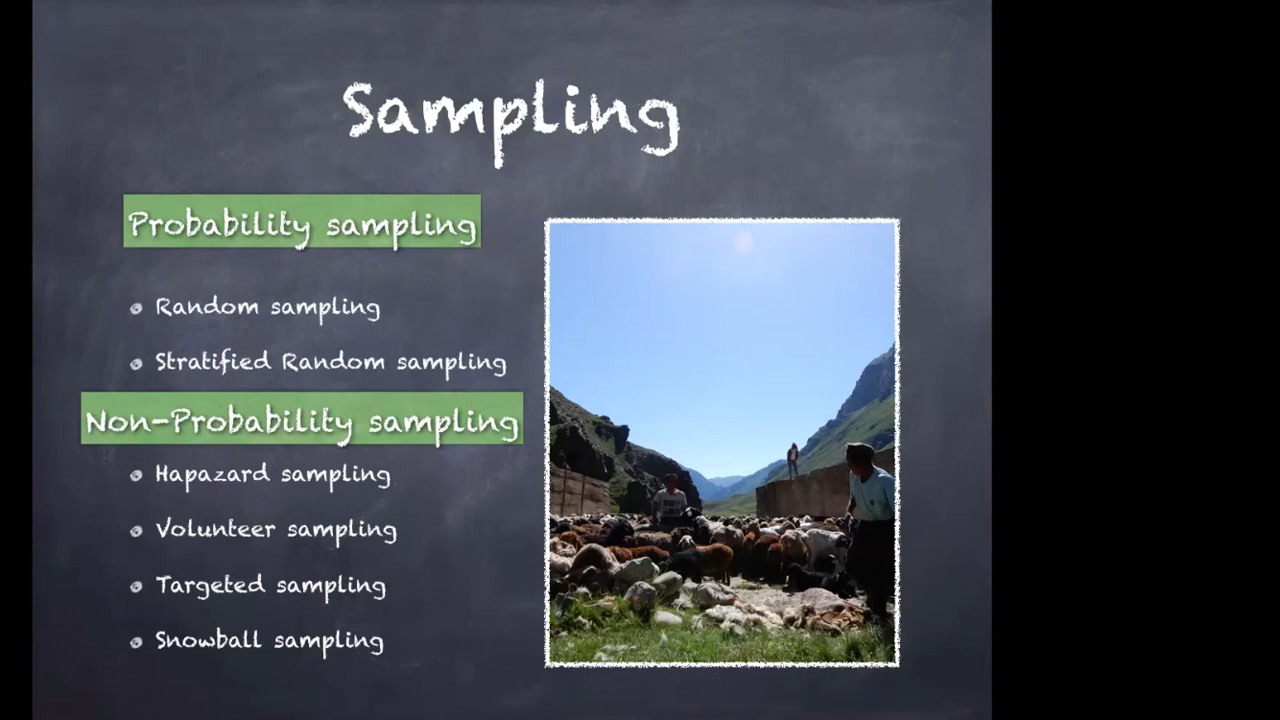 Sampling
Probability sampling
Random sampling
Stratified Random sampling
Non-Probability sampling
Hapazard sampling
Volunteer sampling
Targeted sampling
Snowball sampling